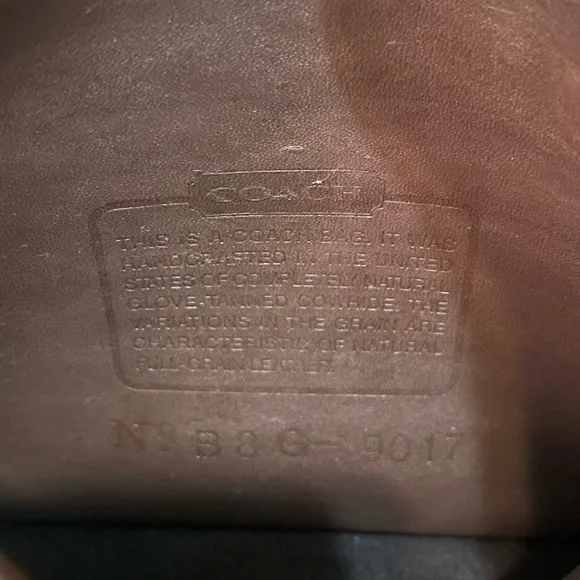 COACH
THIS IS A COACH BAG. IT WAS
HANDCRAFTED IN THE UNITED
STATES OF COMPLETELY NATURAL
GLOVE-TANNED COWHIDE. THE
VARIATIONS IN THE GRAIN ARE
CHARACTERISTIC OF NATURAL
FULL-GRAIN LEATHER.
No B8G-9017